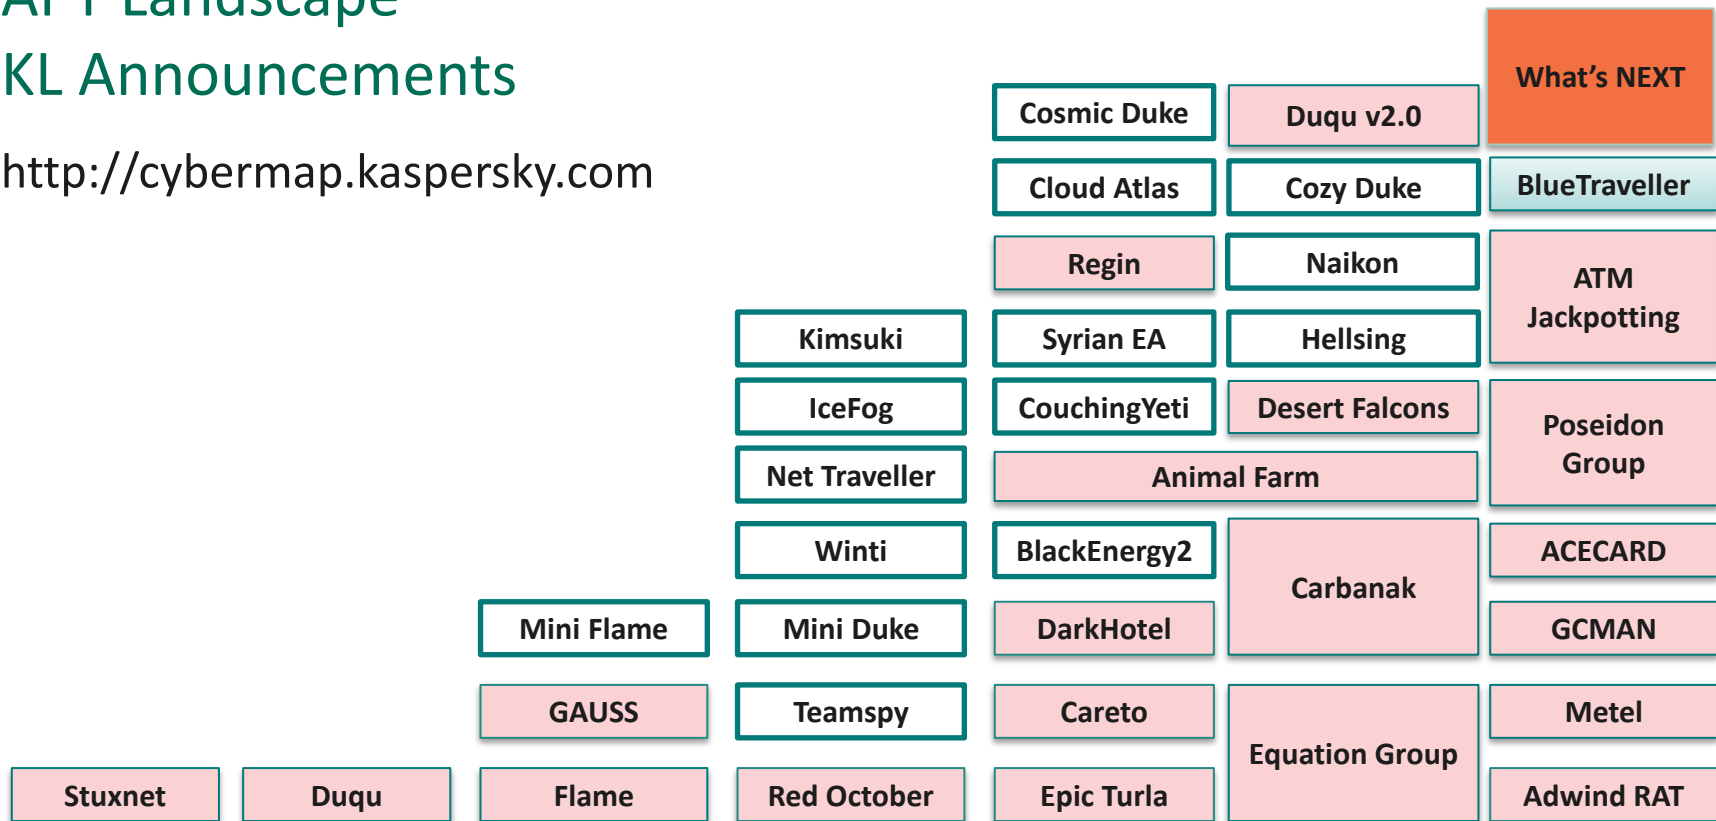 APT Landscape
KL Announcements
http://cybermap.kaspersky.com
What's NEXT
Cosmic Duke
Duqu v2.0
Cloud Atlas
Cozy Duke
BlueTraveller
Regin
Naikon
ATM
Jackpotting
Kimsuki
Syrian EA
Hellsing
IceFog
CouchingYeti
Desert Falcons
Poseidon
Group
Net Traveller
Animal Farm
Winti
BlackEnergy2
Carbanak
ACECARD
Mini Flame
Mini Duke
DarkHotel
GCMAN
GAUSS
Teamspy
Careto
Equation Group
Metel
Stuxnet
Duqu
Flame
Red October
Epic Turla
Adwind RAT